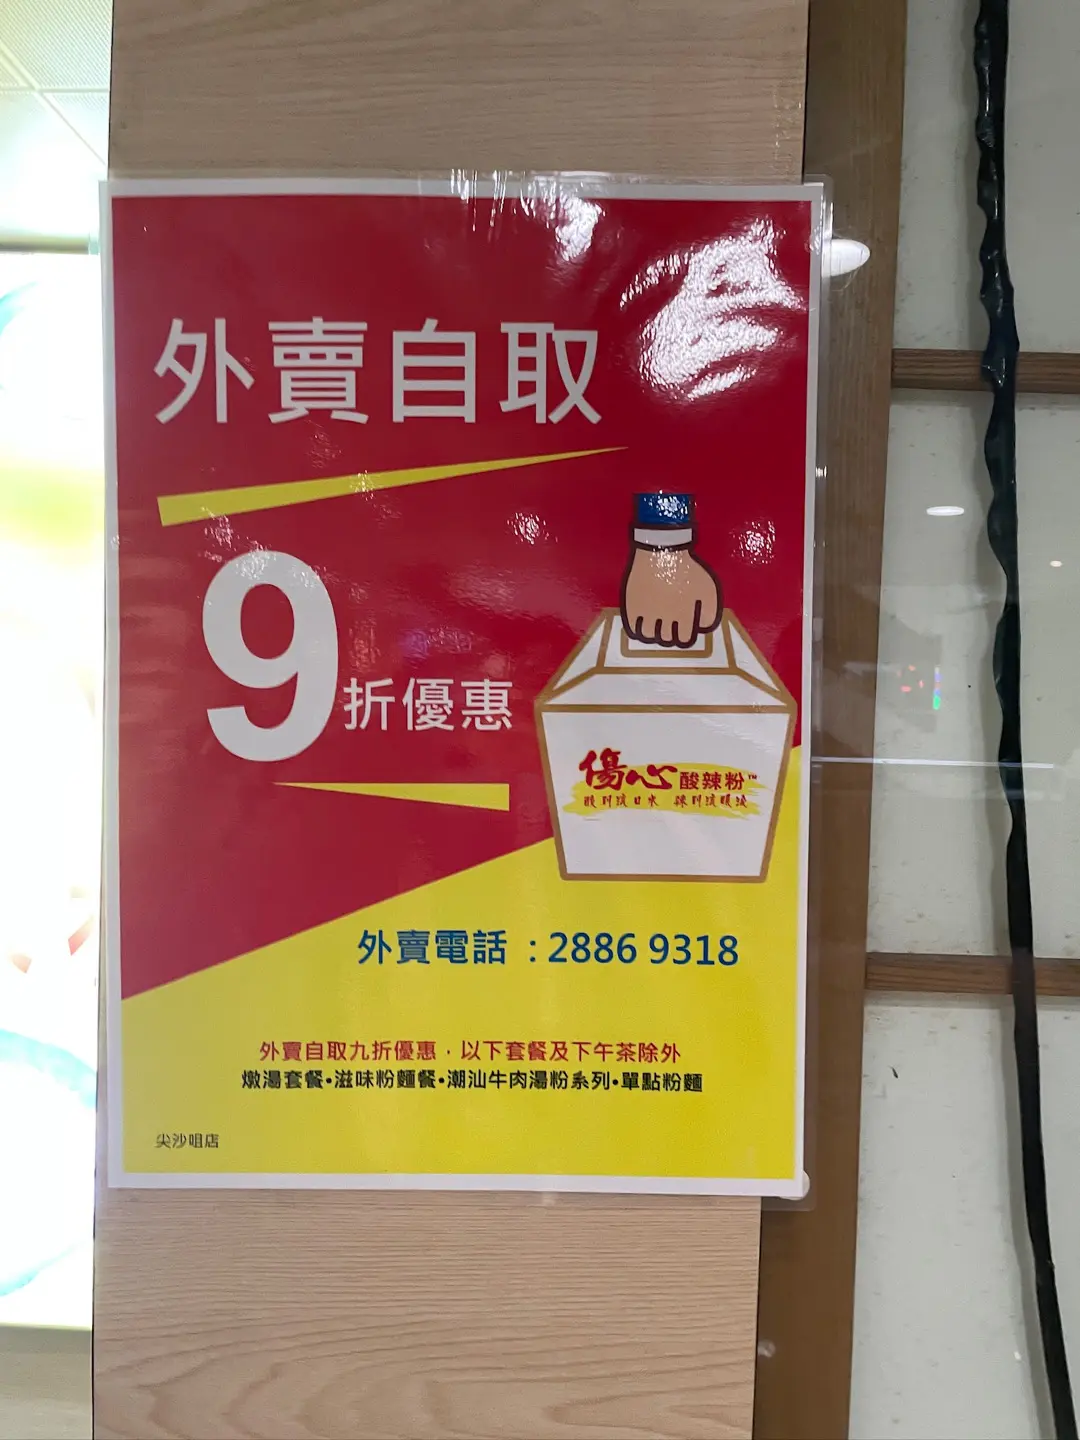 外賣自取
9折優惠
傷心酸辣粉™
酸到流口水 辣到流眼淚
外賣電話 : 2886 9318
外賣自取九折優惠，以下套餐及下午茶除外
燉湯套餐•滋味粉麵餐•潮汕牛肉湯粉系列•單點粉麵
尖沙咀店